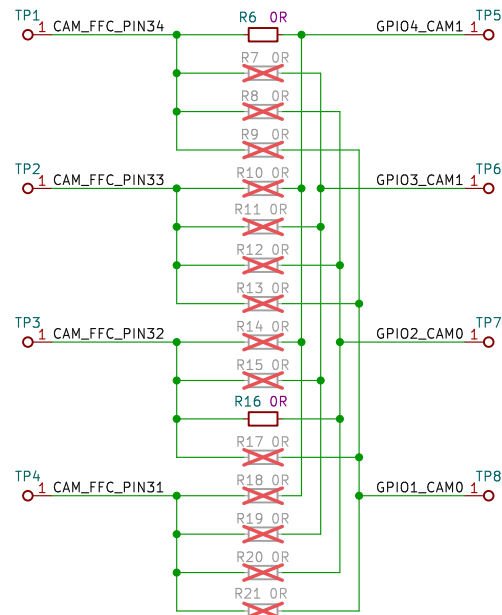 TP1 R6 0R TP5
1 CAM_FFC_PIN34 GPIO4_CAM1 1
R7 0R
R8 0R
R9 0R
TP2 R10 0R TP6
1 CAM_FFC_PIN33 GPIO3_CAM1 1
R11 0R
R12 0R
R13 0R
TP3 R14 0R TP7
1 CAM_FFC_PIN32 GPIO2_CAM0 1
R15 0R
R16 0R
R17 0R
TP4 R18 0R TP8
1 CAM_FFC_PIN31 GPIO1_CAM0 1
R19 0R
R20 0R
R21 0R